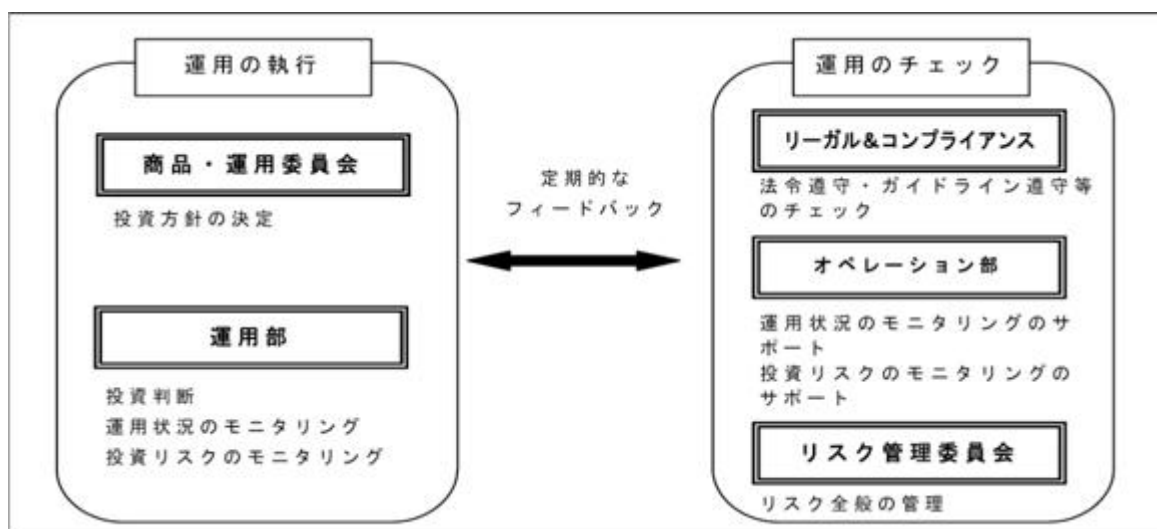 運用の執行
商品・運用委員会
投資方針の決定
運用部
投資判断
運用状況のモニタリング
投資リスクのモニタリング
定期的な
フィードバック
運用のチェック
リーガル&コンプライアンス
法令遵守・ガイドライン遵守等
のチェック
オペレーション部
運用状況のモニタリングのサ
ポート
投資リスクのモニタリングの
サポート
リスク管理委員会
リスク全般の管理